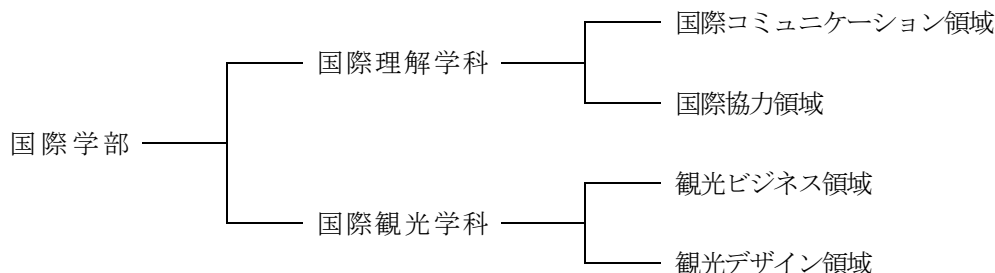 国際コミュニケーション領域
国際理解学科
国際協力領域
国際学部
観光ビジネス領域
国際観光学科
観光デザイン領域